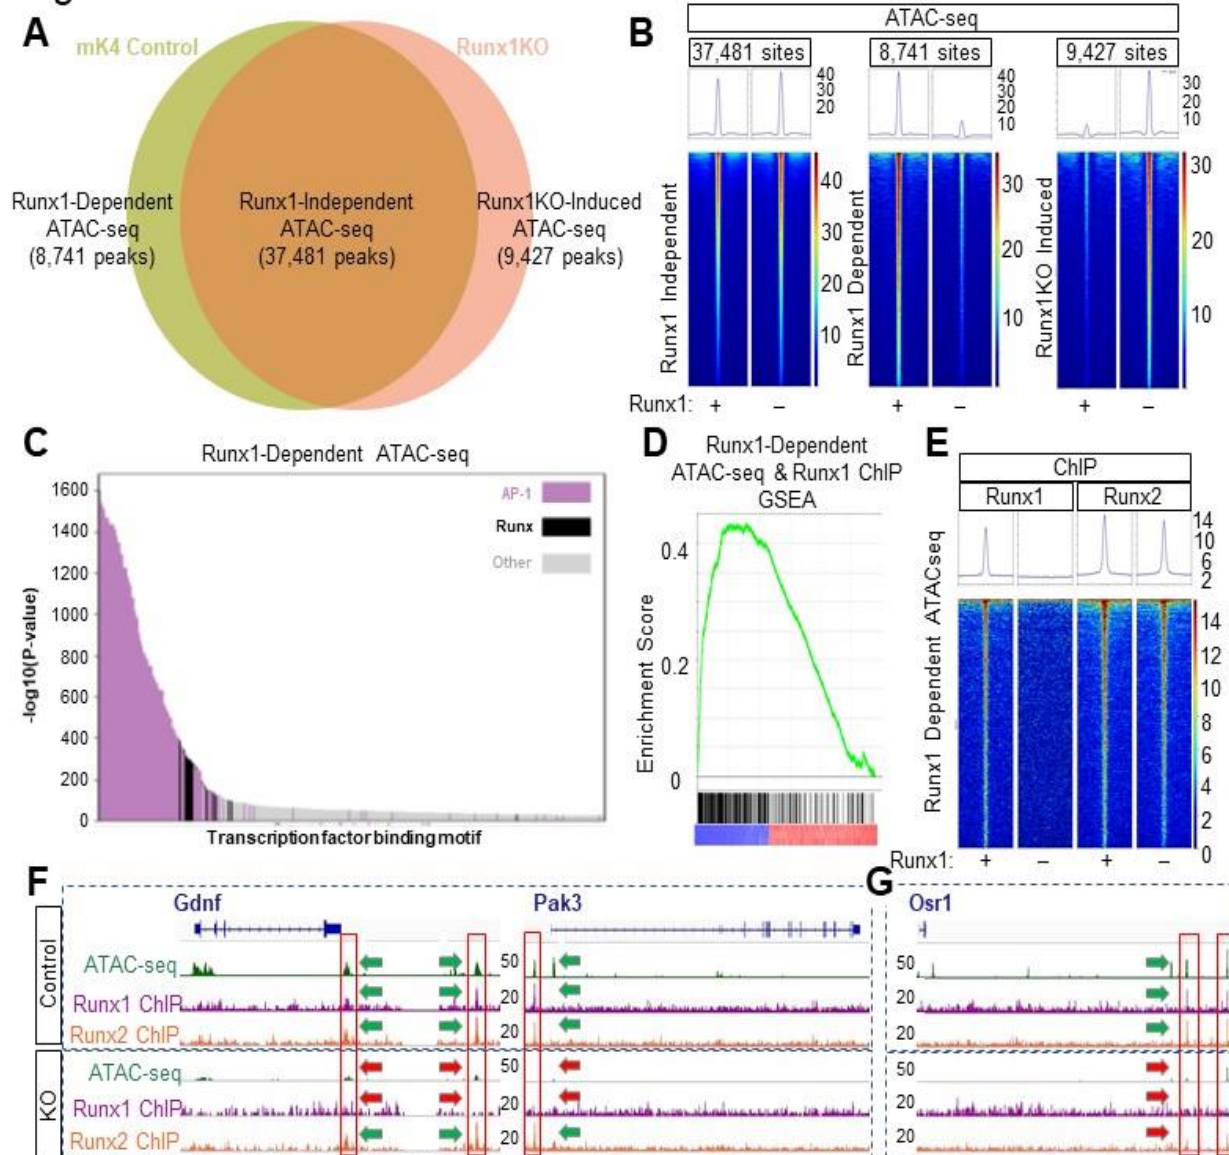 A
mK4 Control
Runx1KO
Runx1-Dependent
ATAC-seq
(8,741 peaks)
Runx1-Independent
ATAC-seq
(37,481 peaks)
Runx1KO-Induced
ATAC-seq
(9,427 peaks)
B
ATAC-seq
37,481 sites
8,741 sites
9,427 sites
40
30
20
40
30
20
10
30
20
10
Runx1 Independent
40
30
20
10
Runx1 Dependent
30
20
10
Runx1KO Induced
30
20
10
Runx1: + – + – + –
C
Runx1-Dependent ATAC-seq
-log10(P-value)
1600
1400
1200
1000
800
600
400
200
0
AP-1
Runx
Other
Transcription factor binding motif
D
Runx1-Dependent
ATAC-seq & Runx1 ChIP
GSEA
Enrichment Score
0.4
0.2
0
E
ChIP
Runx1
Runx2
14
10
6
2
Runx1 Dependent ATACseq
14
12
10
8
6
4
2
0
Runx1: + – + –
F
Gdnf
Pak3
Control
ATAC-seq
50
Runx1 ChIP
20
Runx2 ChIP
20
KO
ATAC-seq
50
Runx1 ChIP
20
Runx2 ChIP
20
G
Osr1
50
20
20
50
20
20